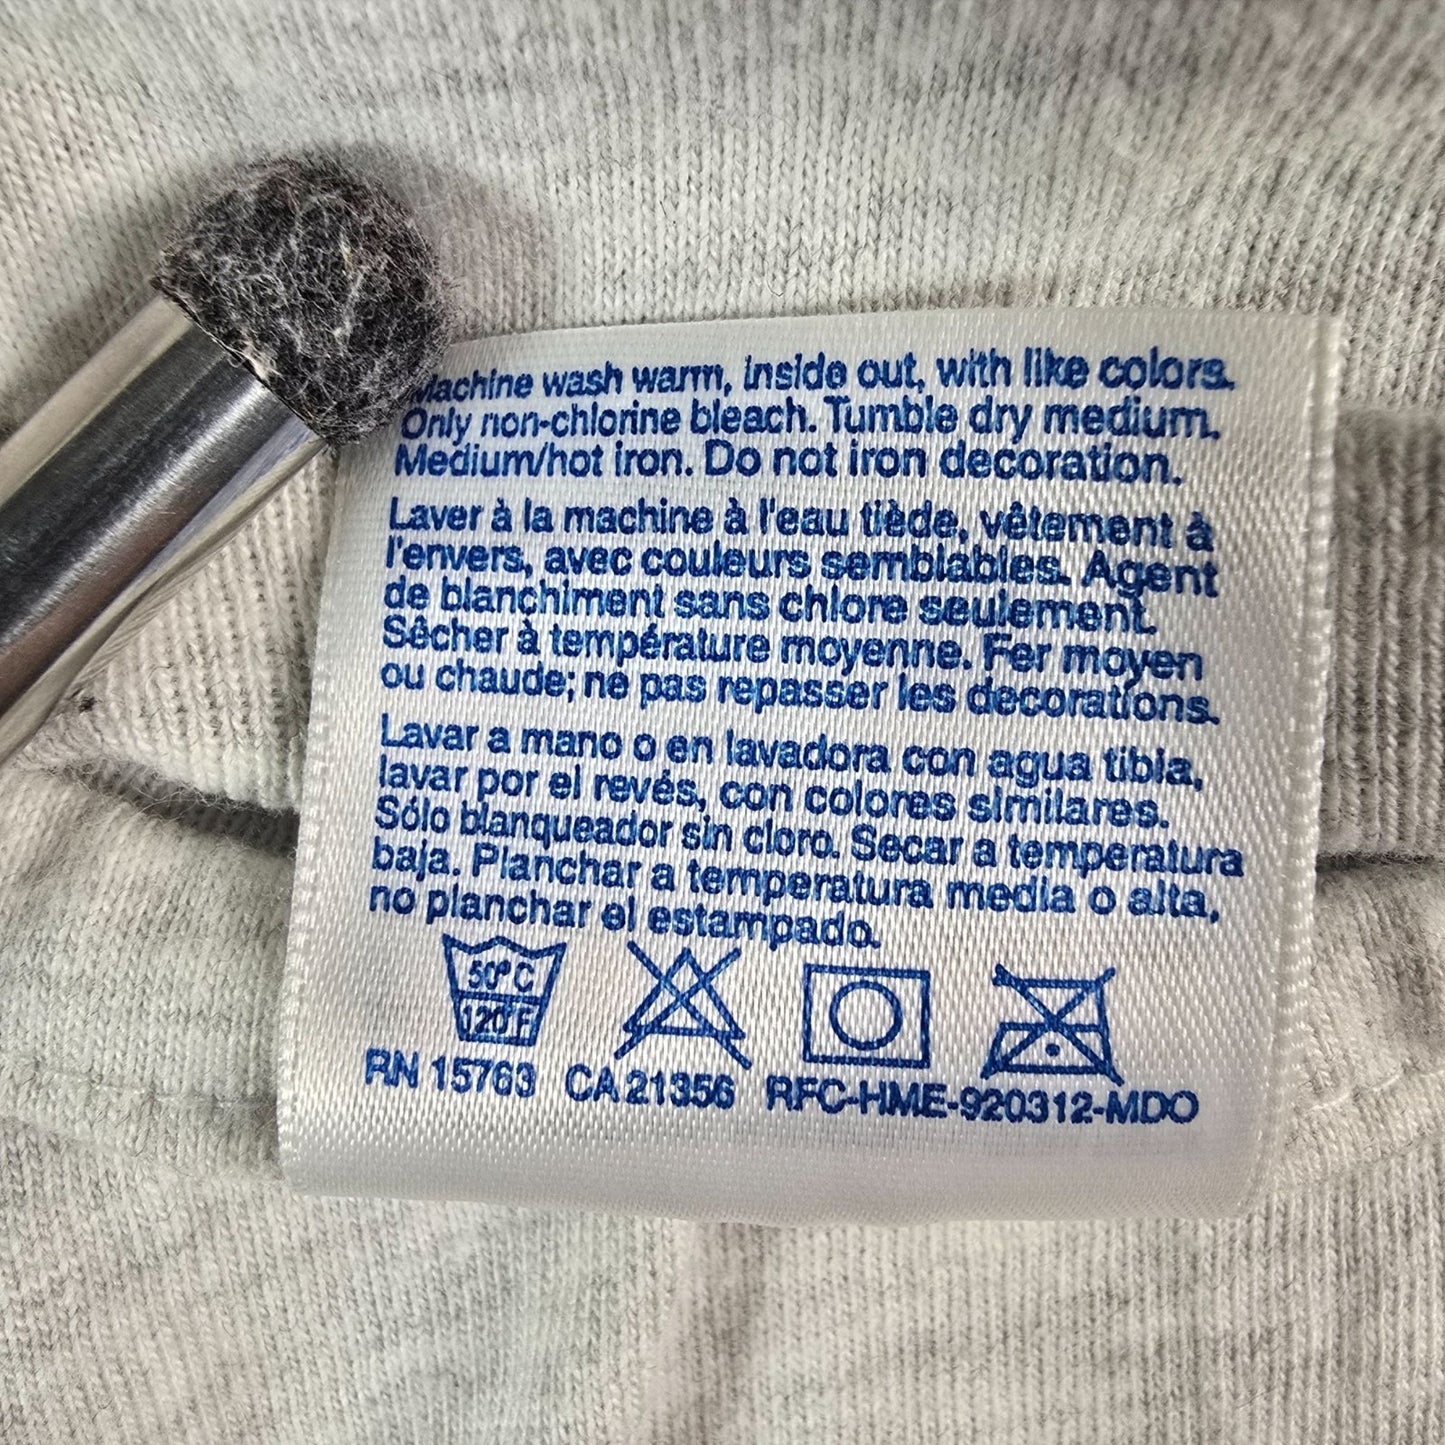 Machine wash warm, inside out, with like colors.
Only non-chlorine bleach. Tumble dry medium.
Medium/hot iron. Do not iron decoration.
Laver à la machine à l'eau tiède, vêtement à
l'envers, avec couleurs semblables. Agent
de blanchiment sans chlore seulement.
Sécher à température moyenne. Fer moyen
ou chaude; ne pas repasser les decorations.
Lavar a mano o en lavadora con agua tibia,
lavar por el revés, con colores similares.
Sólo blanqueador sin cloro. Secar a temperatura
baja. Planchar a temperatura media o alta,
no planchar el estampado.
50°C
120°F
RN 15763 CA 21356 RFC-HME-920312-MDO